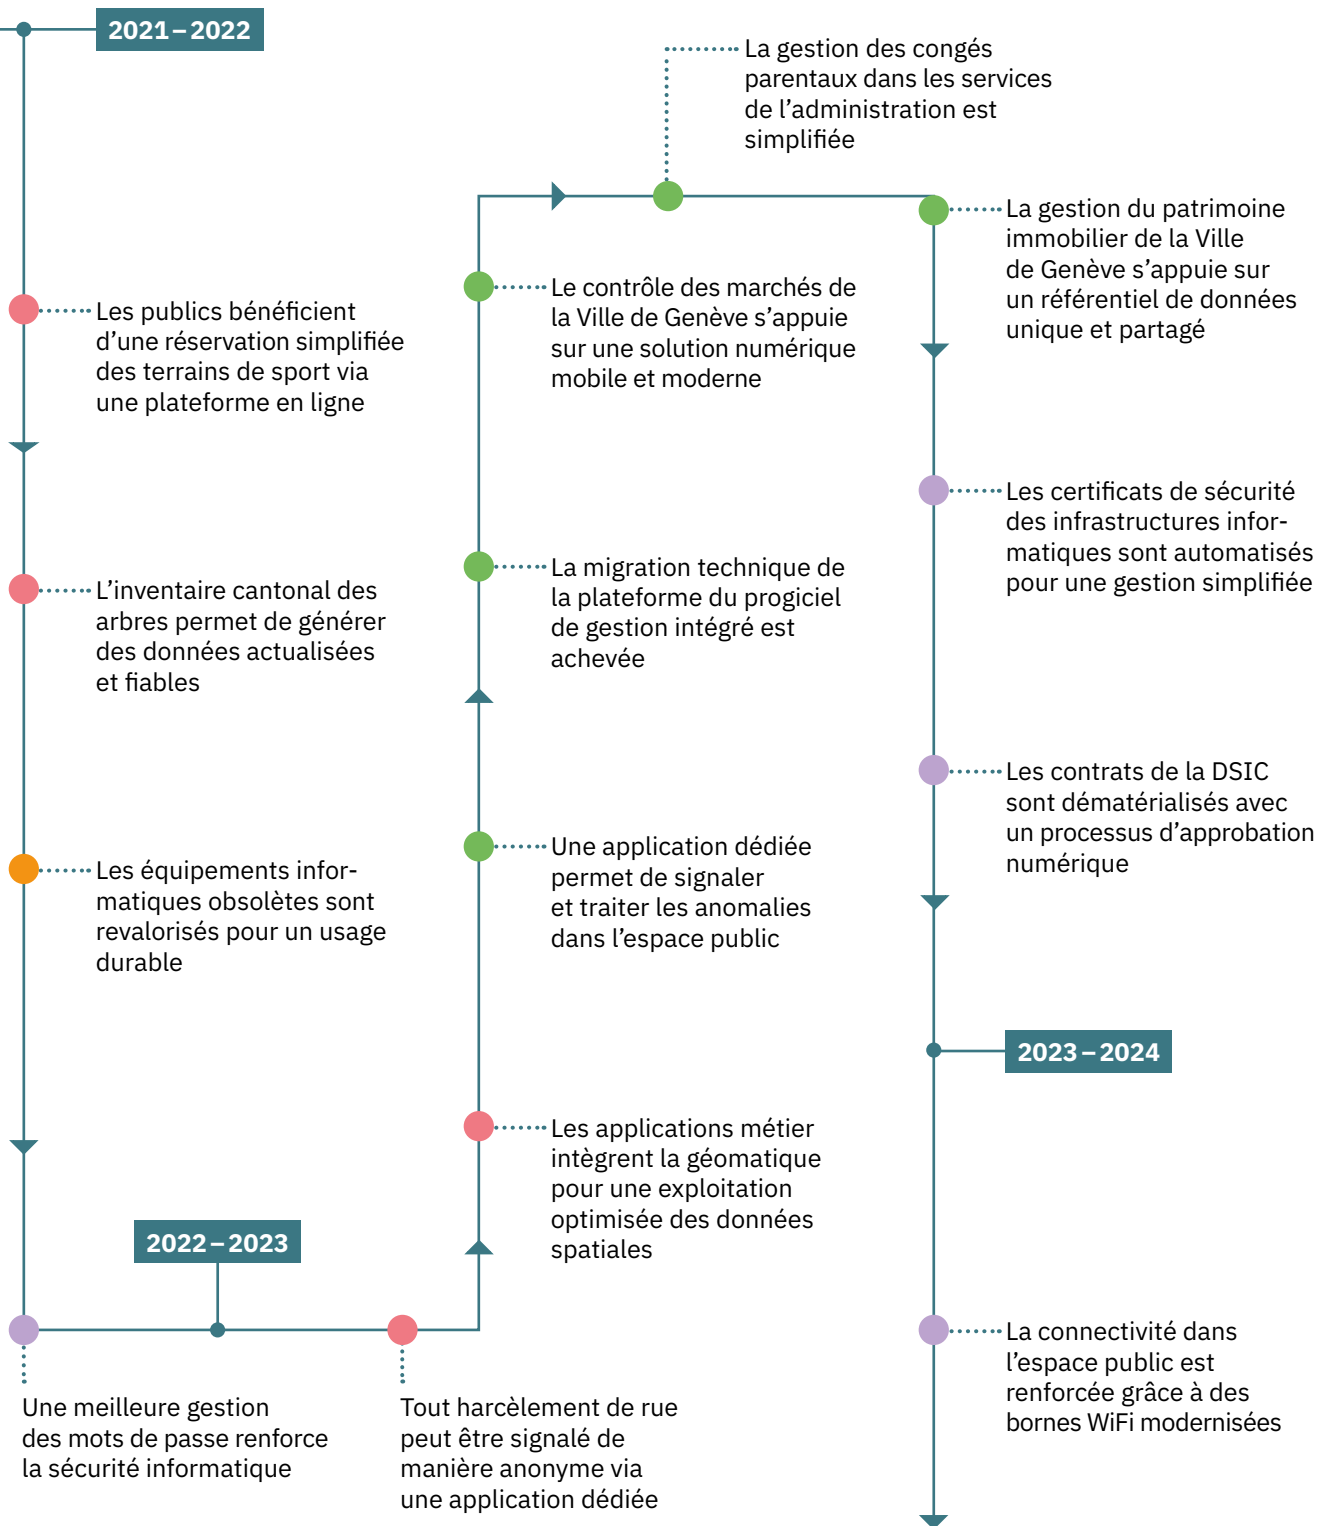 2021 – 2022
Les publics bénéficient
d’une réservation simplifiée
des terrains de sport via
une plateforme en ligne
L’inventaire cantonal des
arbres permet de générer
des données actualisées
et fiables
Les équipements infor-
matiques obsolètes sont
revalorisés pour un usage
durable
Une meilleure gestion
des mots de passe renforce
la sécurité informatique
2022 – 2023
Tout harcèlement de rue
peut être signalé de
manière anonyme via
une application dédiée
Les applications métier
intègrent la géomatique
pour une exploitation
optimisée des données
spatiales
Une application dédiée
permet de signaler
et traiter les anomalies
dans l’espace public
La migration technique de
la plateforme du progiciel
de gestion intégré est
achevée
Le contrôle des marchés de
la Ville de Genève s’appuie
sur une solution numérique
mobile et moderne
La gestion des congés
parentaux dans les services
de l’administration est
simplifiée
La gestion du patrimoine
immobilier de la Ville
de Genève s’appuie sur
un référentiel de données
unique et partagé
Les certificats de sécurité
des infrastructures infor-
matiques sont automatisés
pour une gestion simplifiée
Les contrats de la DSIC
sont dématérialisés avec
un processus d’approbation
numérique
2023 – 2024
La connectivité dans
l’espace public est
renforcée grâce à des
bornes WiFi modernisées